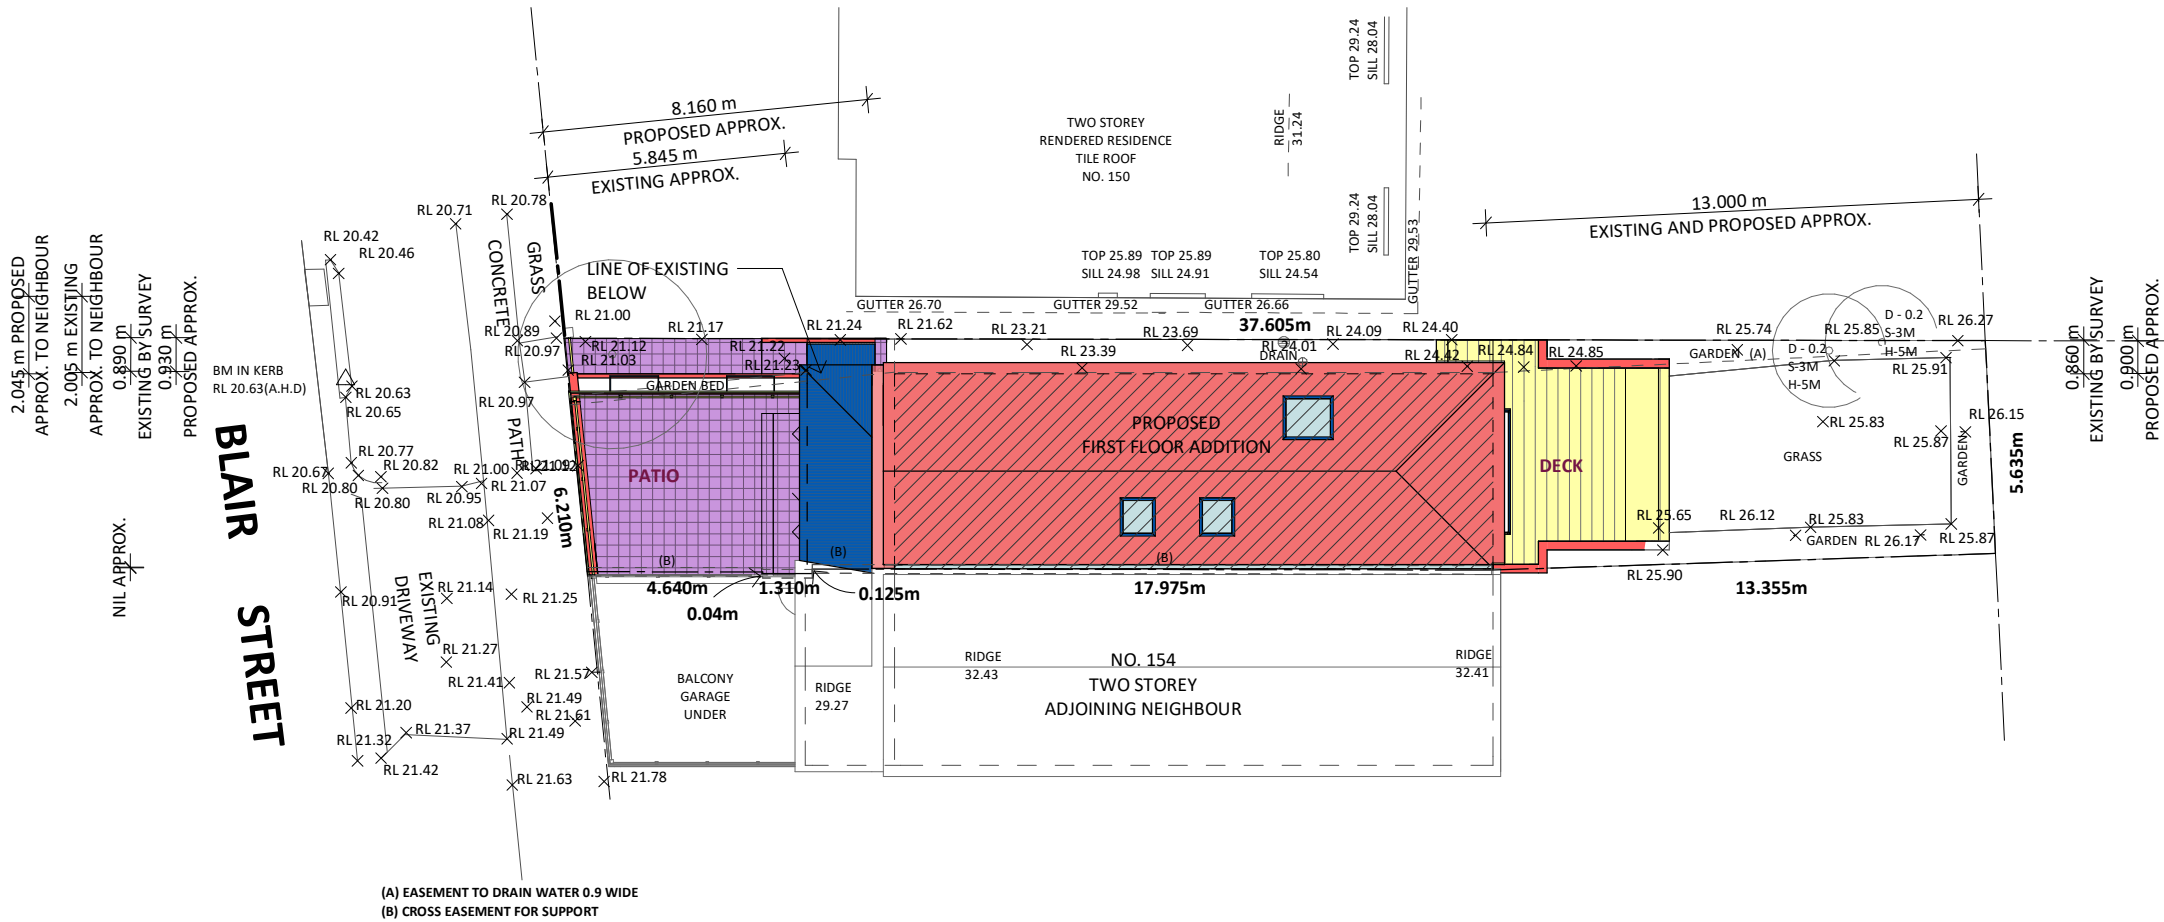 8.160 m
PROPOSED APPROX.
5.845 m
EXISTING APPROX.
TWO STOREY
RENDERED RESIDENCE
TILE ROOF
NO. 150
RIDGE
31.24
TOP 29.24
SILL 28.04
TOP 29.24
SILL 28.04
GUTTER 29.53
13.000 m
EXISTING AND PROPOSED APPROX.
TOP 25.89
SILL 24.98
TOP 25.89
SILL 24.91
TOP 25.80
SILL 24.54
GUTTER 26.70
GUTTER 29.52
GUTTER 26.66
2.045 m PROPOSED
APPROX. TO NEIGHBOUR
2.005 m EXISTING
APPROX. TO NEIGHBOUR
0.890 m
EXISTING BY SURVEY
0.930 m
PROPOSED APPROX.
NIL APPROX.
RL 20.42
RL 20.46
RL 20.71
RL 20.78
CONCRETE
GRASS
PATH
LINE OF EXISTING
BELOW
BM IN KERB
RL 20.63(A.H.D)
RL 20.63
RL 20.65
RL 20.89
RL 20.97
RL 21.00
RL 21.12
RL 21.03
RL 21.17
RL 21.22
RL 21.23
RL 21.24
RL 21.62
RL 23.21
RL 23.39
RL 23.69
37.605m
RL 24.01
DRAIN
RL 24.09
RL 24.40
RL 24.42
RL 24.84
RL 24.85
RL 25.74
RL 25.85
GARDEN (A)
D - 0.2
S-3M
H-5M
D - 0.2
S-3M
H-5M
RL 26.27
RL 25.91
0.860 m
EXISTING BY SURVEY
0.900 m
PROPOSED APPROX.
GARDEN BED
RL 20.97
BLAIR STREET
RL 20.77
RL 20.82
RL 20.67
RL 20.80
RL 20.80
RL 20.95
RL 21.00
RL 21.09
RL 21.12
RL 21.07
RL 21.08
RL 21.19
6.210m
PATIO
(B)
(B)
PROPOSED
FIRST FLOOR ADDITION
(B)
DECK
RL 25.83
GRASS
RL 25.87
RL 26.15
GARDEN
5.635m
RL 25.65
RL 26.12
RL 25.83
GARDEN
RL 26.17
RL 25.87
RL 25.90
13.355m
4.640m
0.04m
1.310m
0.125m
17.975m
EXISTING
DRIVEWAY
RL 20.91
RL 21.14
RL 21.25
RL 21.27
RL 21.41
RL 21.57
RL 21.49
RL 21.61
RL 21.20
RL 21.37
RL 21.49
RL 21.32
RL 21.42
RL 21.63
RL 21.78
BALCONY
GARAGE
UNDER
RIDGE
29.27
RIDGE
32.43
NO. 154
TWO STOREY
ADJOINING NEIGHBOUR
RIDGE
32.41
(A) EASEMENT TO DRAIN WATER 0.9 WIDE
(B) CROSS EASEMENT FOR SUPPORT